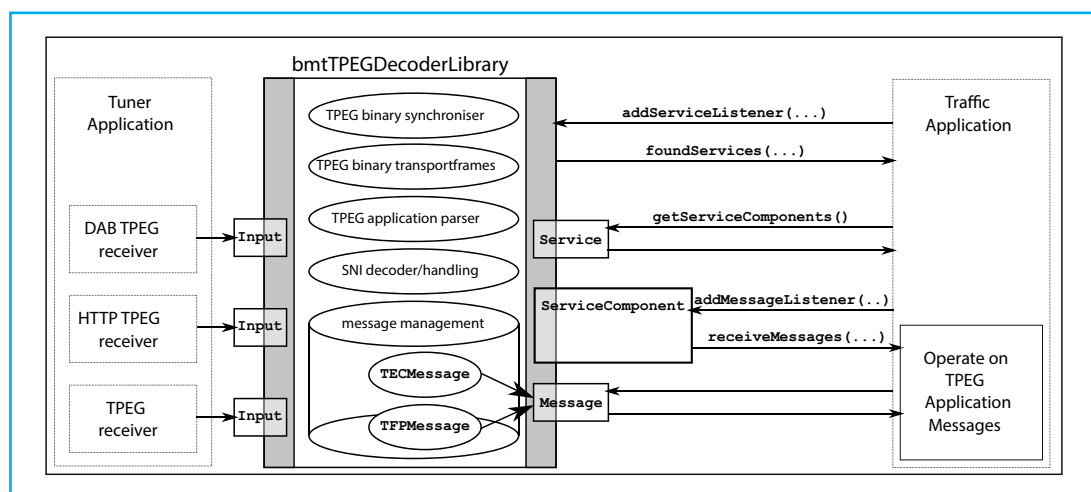 bmtTPEGDecoderLibrary
Tuner
Application
DAB TPEG
receiver
HTTP TPEG
receiver
TPEG
receiver
Input
Input
Input
TPEG binary synchroniser
TPEG binary transportframes
TPEG application parser
SNI decoder/handling
message management
TECMessage
TFPMessage
Service
ServiceComponent
Message
addServiceListener(...)
foundServices(...)
getServiceComponents()
addMessageListener(..)
receiveMessages(...)
Traffic
Application
Operate on
TPEG
Application
Messages